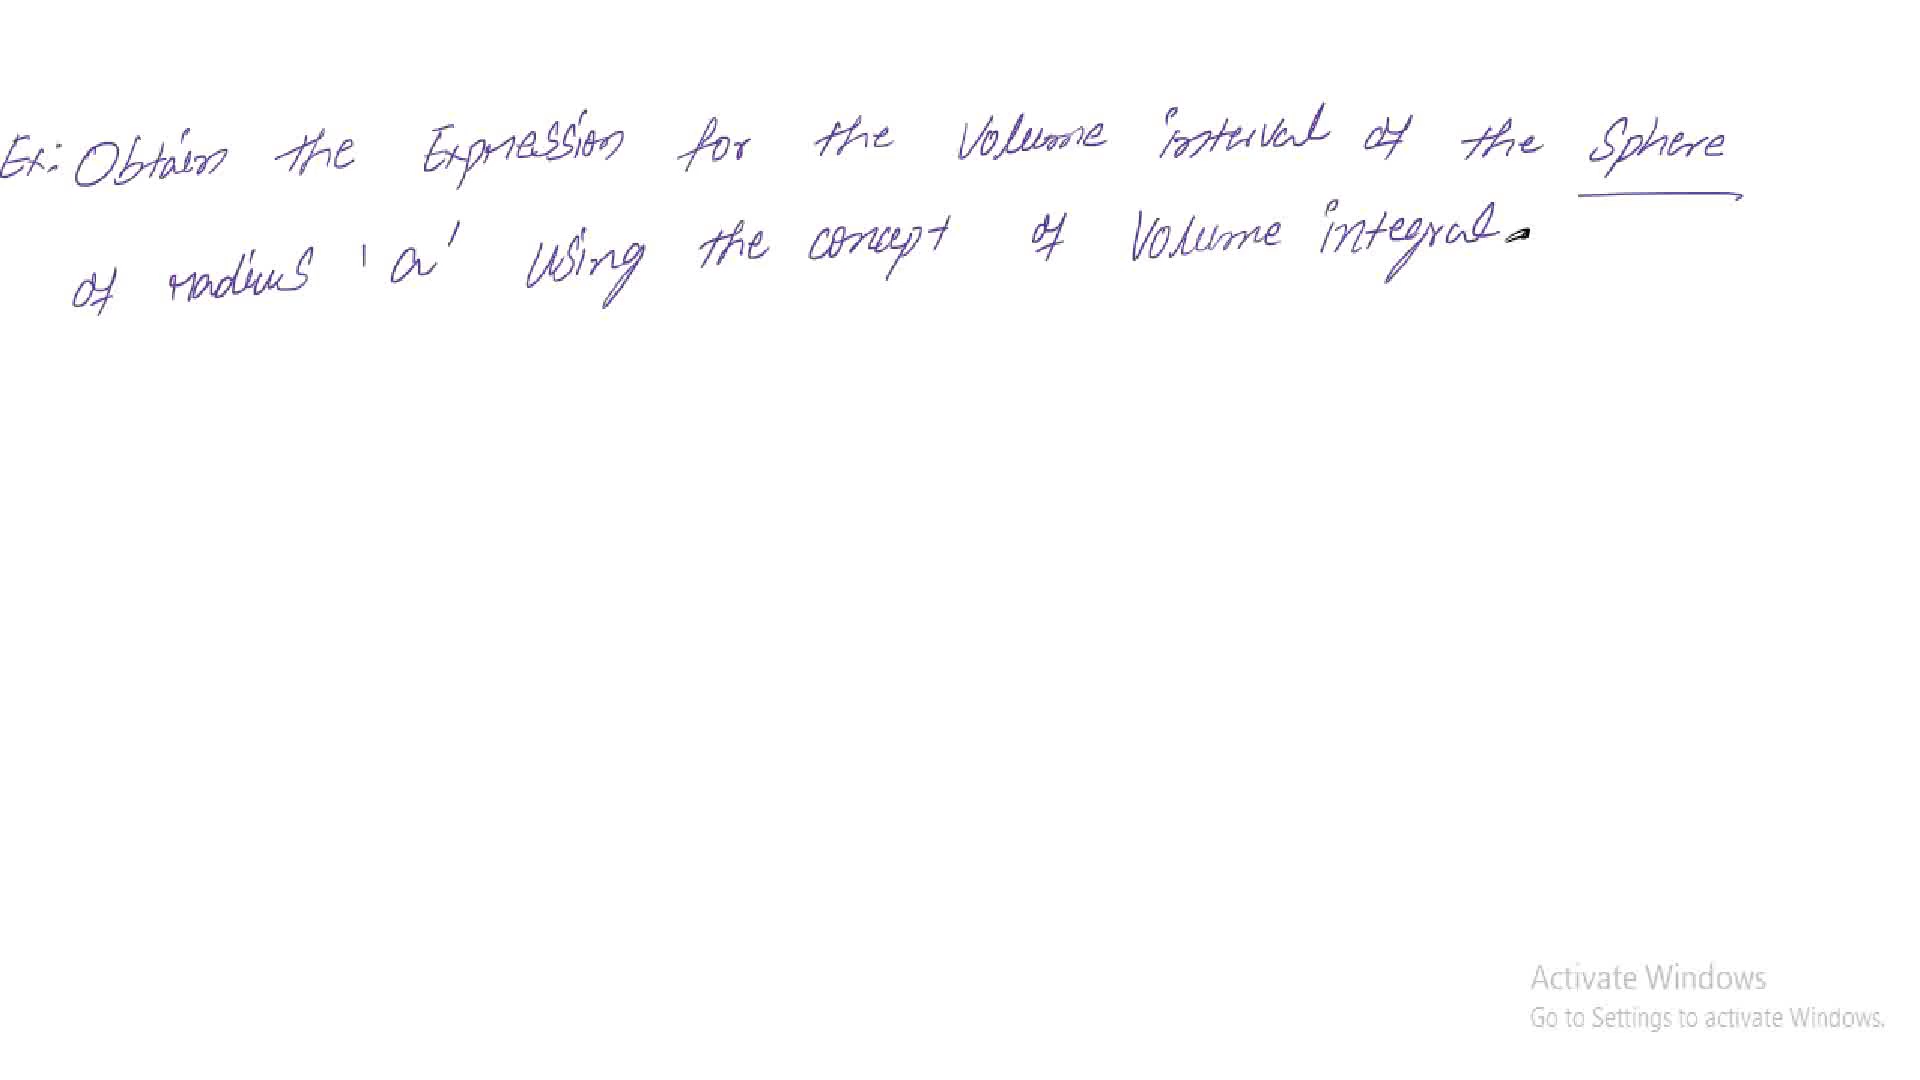 Ex: Obtain the Expression for the Volume interval of the Sphere
of radius 'a' using the concept of Volume integral.
Activate Windows
Go to Settings to activate Windows.